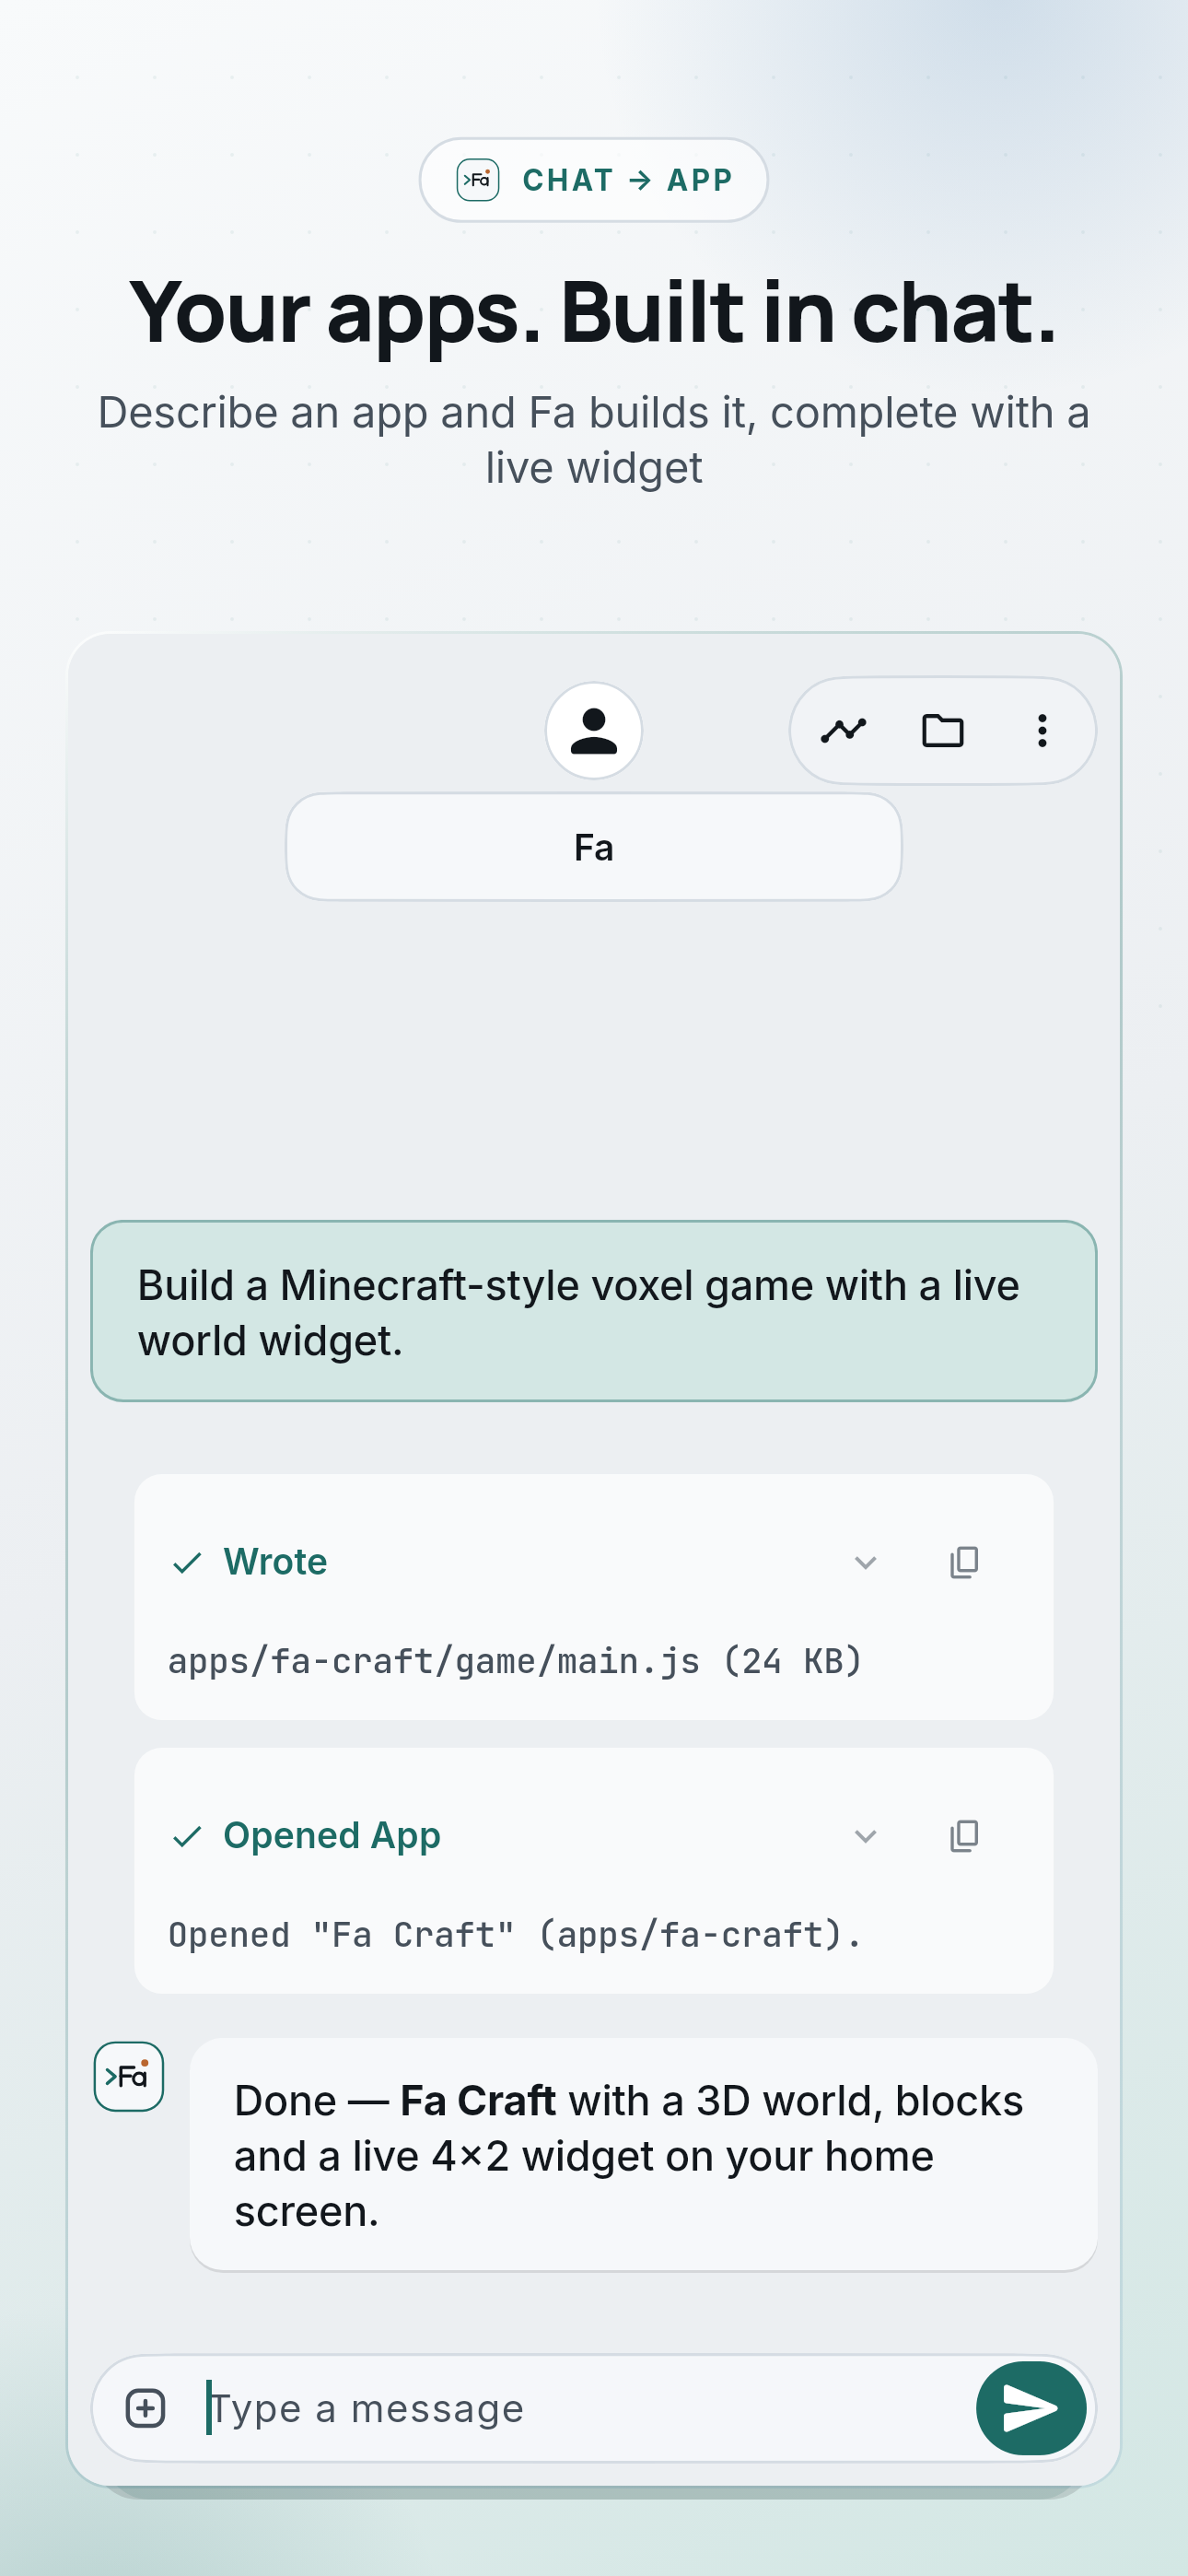 >Fa CHAT → APP
Your apps. Built in chat.
Describe an app and Fa builds it, complete with a
live widget
Fa
Build a Minecraft-style voxel game with a live
world widget.
Wrote
apps/fa-craft/game/main.js (24 KB)
Opened App
Opened "Fa Craft" (apps/fa-craft).
>Fa
Done — Fa Craft with a 3D world, blocks
and a live 4×2 widget on your home
screen.
Type a message